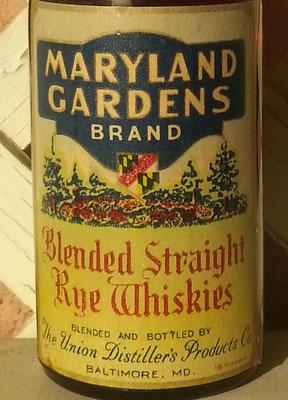 MARYLAND
GARDENS
BRAND
Blended Straight
Rye Whiskies
BLENDED AND BOTTLED BY
The Union Distiller's Products Co.
BALTIMORE, MD.